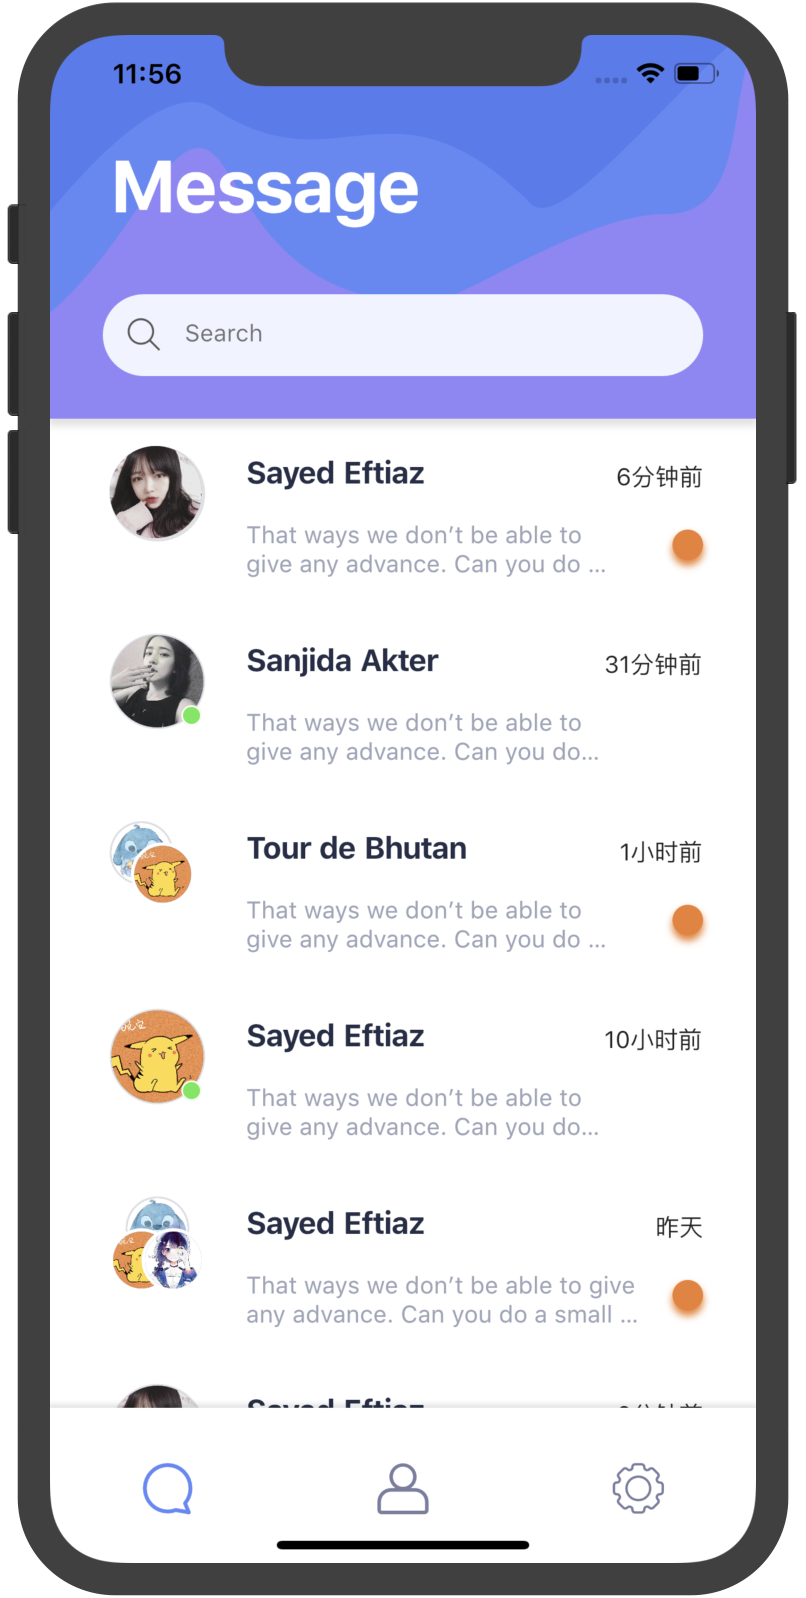 11:56
Message
Search
Sayed Eftiaz
6分钟前
That ways we don’t be able to
give any advance. Can you do ...
Sanjida Akter
31分钟前
That ways we don’t be able to
give any advance. Can you do...
Tour de Bhutan
1小时前
That ways we don’t be able to
give any advance. Can you do ...
Sayed Eftiaz
10小时前
That ways we don’t be able to
give any advance. Can you do...
Sayed Eftiaz
昨天
That ways we don’t be able to give
any advance. Can you do a small ...
Sayed Eftiaz